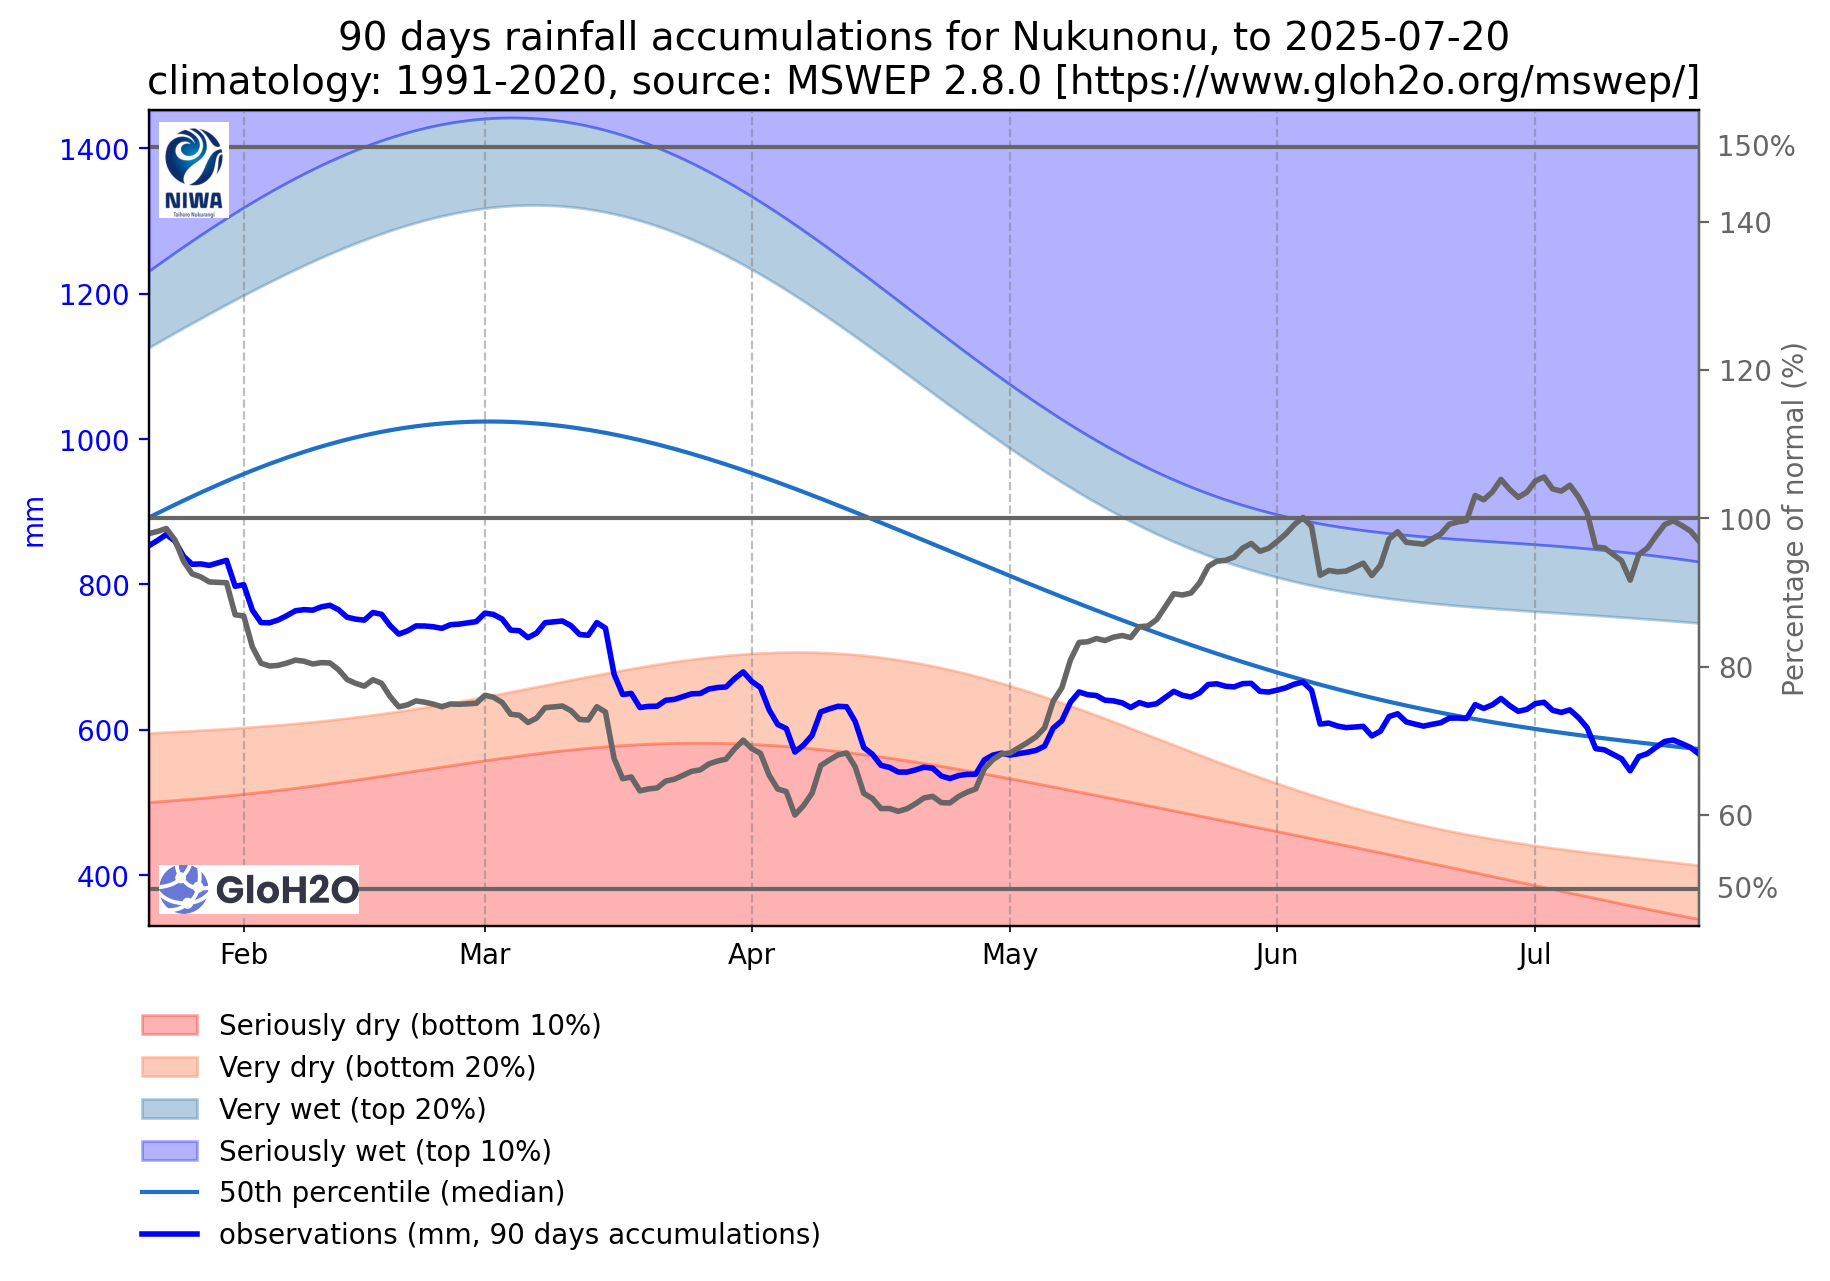 90 days rainfall accumulations for Nukunonu, to 2025-07-20
climatology: 1991-2020, source: MSWEP 2.8.0 [https://www.gloh2o.org/mswep/]
NIWA
Taihoro Nukurangi
1400
1200
1000
800
600
400
mm
150%
140
120
100
80
60
50%
Percentage of normal (%)
GloH2O
Feb
Mar
Apr
May
Jun
Jul
Seriously dry (bottom 10%)
Very dry (bottom 20%)
Very wet (top 20%)
Seriously wet (top 10%)
50th percentile (median)
observations (mm, 90 days accumulations)